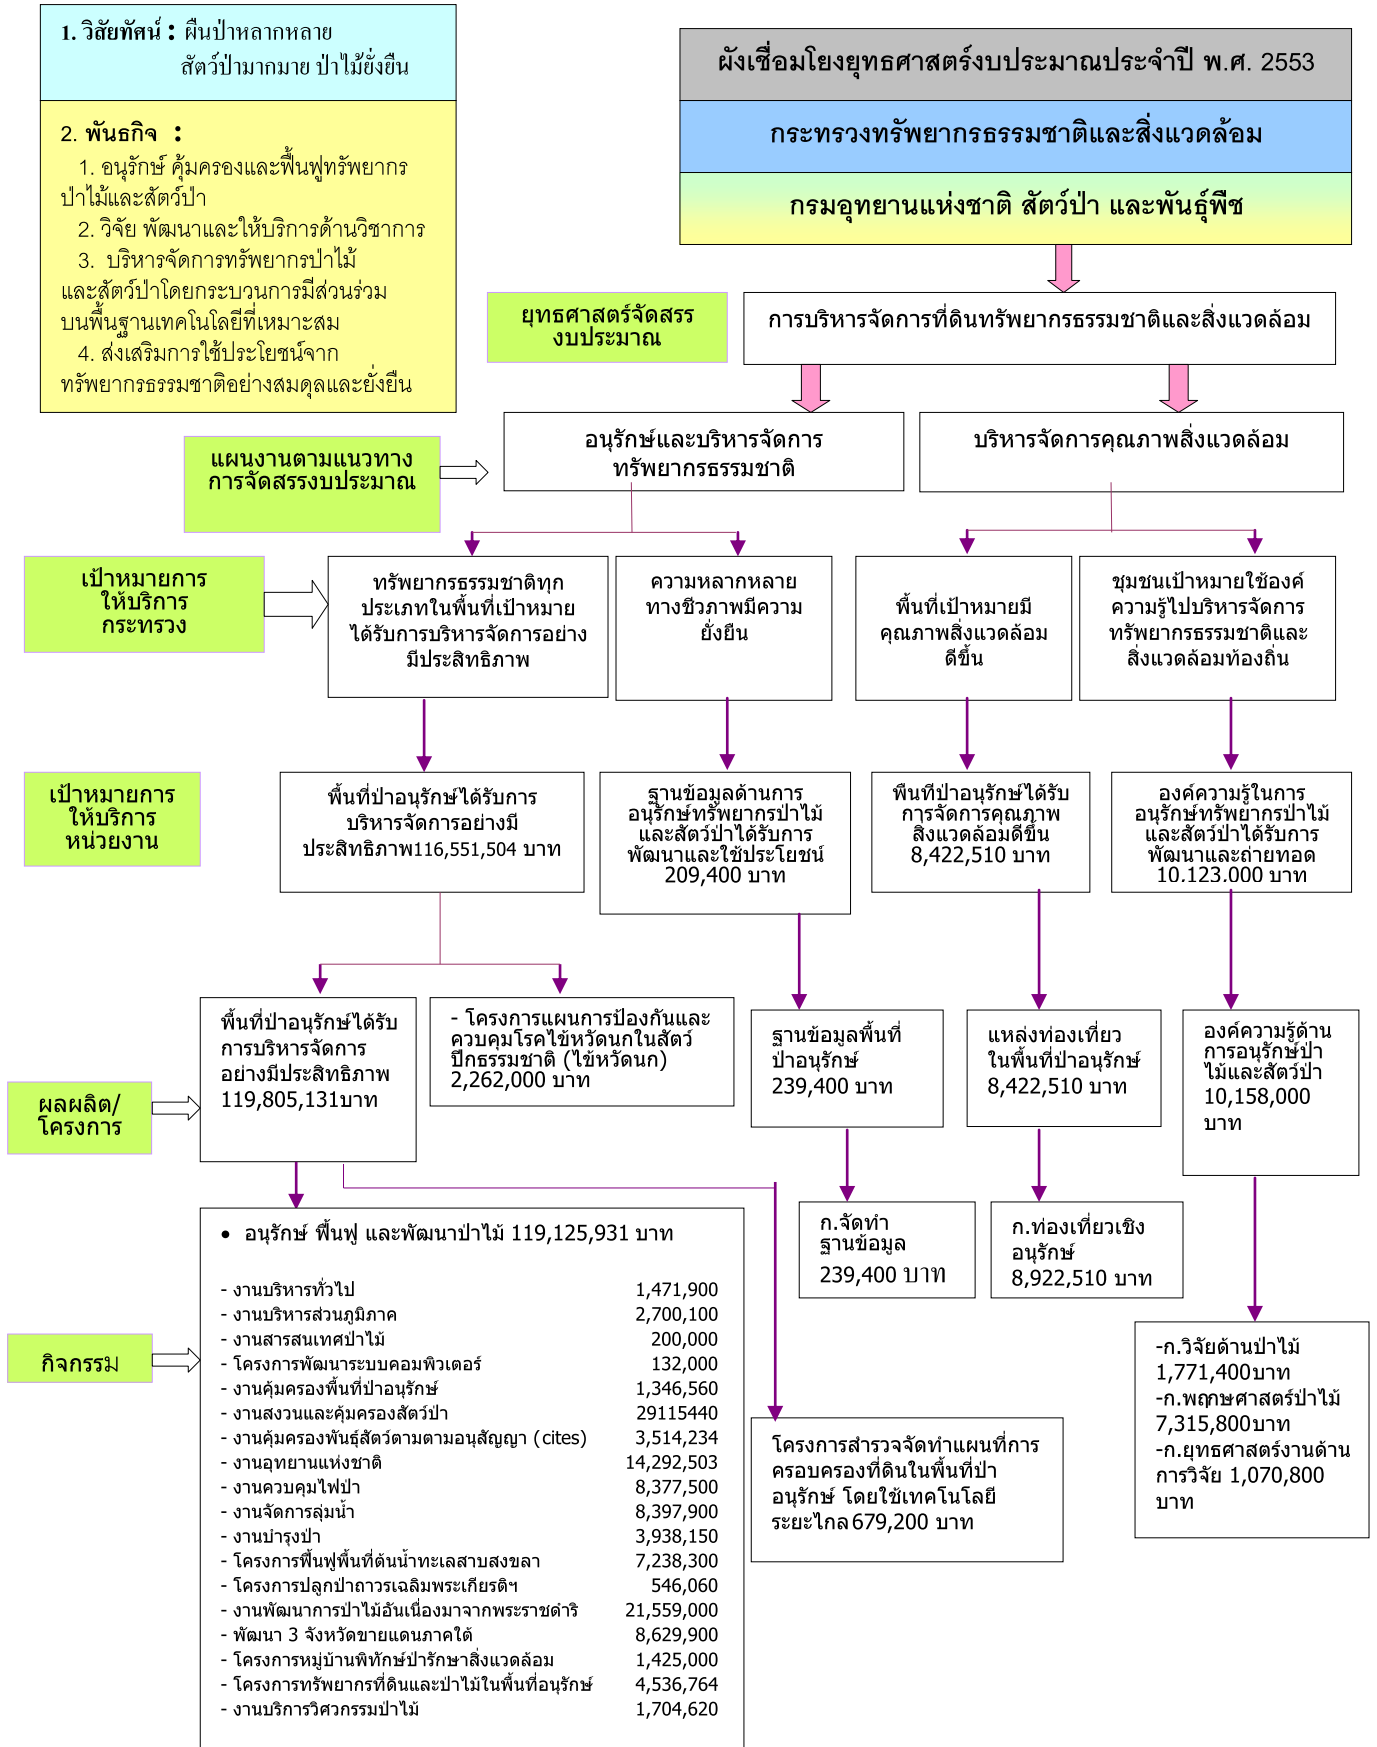 1. วิสัยทัศน์ : ผืนป่าหลากหลาย
สัตว์ป่ามากมาย ป่าไม้ยั่งยืน
2. พันธกิจ :
1. อนุรักษ์ คุ้มครองและฟื้นฟูทรัพยากร
ป่าไม้และสัตว์ป่า
2. วิจัย พัฒนาและให้บริการด้านวิชาการ
3. บริหารจัดการทรัพยากรป่าไม้
และสัตว์ป่าโดยกระบวนการมีส่วนร่วม
บนพื้นฐานเทคโนโลยีที่เหมาะสม
4. ส่งเสริมการใช้ประโยชน์จาก
ทรัพยากรธรรมชาติอย่างสมดุลและยั่งยืน
ผังเชื่อมโยงยุทธศาสตร์งบประมาณประจำปี พ.ศ. 2553
กระทรวงทรัพยากรธรรมชาติและสิ่งแวดล้อม
กรมอุทยานแห่งชาติ สัตว์ป่า และพันธุ์พืช
ยุทธศาสตร์จัดสรร
งบประมาณ
การบริหารจัดการที่ดินทรัพยากรธรรมชาติและสิ่งแวดล้อม
แผนงานตามแนวทาง
การจัดสรรงบประมาณ
อนุรักษ์และบริหารจัดการ
ทรัพยากรธรรมชาติ
บริหารจัดการคุณภาพสิ่งแวดล้อม
เป้าหมายการ
ให้บริการ
กระทรวง
ทรัพยากรธรรมชาติทุก
ประเภทในพื้นที่เป้าหมาย
ได้รับการบริหารจัดการอย่าง
มีประสิทธิภาพ
ความหลากหลาย
ทางชีวภาพมีความ
ยั่งยืน
พื้นที่เป้าหมายมี
คุณภาพสิ่งแวดล้อม
ดีขึ้น
ชุมชนเป้าหมายใช้องค์
ความรู้ไปบริหารจัดการ
ทรัพยากรธรรมชาติและ
สิ่งแวดล้อมท้องถิ่น
เป้าหมายการ
ให้บริการ
หน่วยงาน
พื้นที่ป่าอนุรักษ์ได้รับการ
บริหารจัดการอย่างมี
ประสิทธิภาพ116,551,504 บาท
ฐานข้อมูลด้านการ
อนุรักษ์ทรัพยากรป่าไม้
และสัตว์ป่าได้รับการ
พัฒนาและใช้ประโยชน์
209,400 บาท
พื้นที่ป่าอนุรักษ์ได้รับ
การจัดการคุณภาพ
สิ่งแวดล้อมดีขึ้น
8,422,510 บาท
องค์ความรู้ในการ
อนุรักษ์ทรัพยากรป่าไม้
และสัตว์ป่าได้รับการ
พัฒนาและถ่ายทอด
10,123,000 บาท
ผลผลิต/
โครงการ
พื้นที่ป่าอนุรักษ์ได้รับ
การบริหารจัดการ
อย่างมีประสิทธิภาพ
119,805,131บาท
- โครงการแผนการป้องกันและ
ควบคุมโรคไข้หวัดนกในสัตว์
ปีกธรรมชาติ (ไข้หวัดนก)
2,262,000 บาท
ฐานข้อมูลพื้นที่
ป่าอนุรักษ์
239,400 บาท
แหล่งท่องเที่ยว
ในพื้นที่ป่าอนุรักษ์
8,422,510 บาท
องค์ความรู้ด้าน
การอนุรักษ์ป่า
ไม้และสัตว์ป่า
10,158,000
บาท
กิจกรรม
• อนุรักษ์ ฟื้นฟู และพัฒนาป่าไม้ 119,125,931 บาท
- งานบริหารทั่วไป 1,471,900
- งานบริหารส่วนภูมิภาค 2,700,100
- งานสารสนเทศป่าไม้ 200,000
- โครงการพัฒนาระบบคอมพิวเตอร์ 132,000
- งานคุ้มครองพื้นที่ป่าอนุรักษ์ 1,346,560
- งานสงวนและคุ้มครองสัตว์ป่า 29115440
- งานคุ้มครองพันธุ์สัตว์ตามตามอนุสัญญา (cites) 3,514,234
- งานอุทยานแห่งชาติ 14,292,503
- งานควบคุมไฟป่า 8,377,500
- งานจัดการลุ่มน้ำ 8,397,900
- งานบำรุงป่า 3,938,150
- โครงการฟื้นฟูพื้นที่ต้นน้ำทะเลสาบสงขลา 7,238,300
- โครงการปลูกป่าถาวรเฉลิมพระเกียรติฯ 546,060
- งานพัฒนาการป่าไม้อันเนื่องมาจากพระราชดำริ 21,559,000
- พัฒนา 3 จังหวัดขายแดนภาคใต้ 8,629,900
- โครงการหมู่บ้านพิทักษ์ป่ารักษาสิ่งแวดล้อม 1,425,000
- โครงการทรัพยากรที่ดินและป่าไม้ในพื้นที่อนุรักษ์ 4,536,764
- งานบริการวิศวกรรมป่าไม้ 1,704,620
ก.จัดทำ
ฐานข้อมูล
239,400 บาท
ก.ท่องเที่ยวเชิง
อนุรักษ์
8,922,510 บาท
โครงการสำรวจจัดทำแผนที่การ
ครอบครองที่ดินในพื้นที่ป่า
อนุรักษ์ โดยใช้เทคโนโลยี
ระยะไกล679,200 บาท
-ก.วิจัยด้านป่าไม้
1,771,400บาท
-ก.พฤกษศาสตร์ป่าไม้
7,315,800บาท
-ก.ยุทธศาสตร์งานด้าน
การวิจัย 1,070,800
บาท